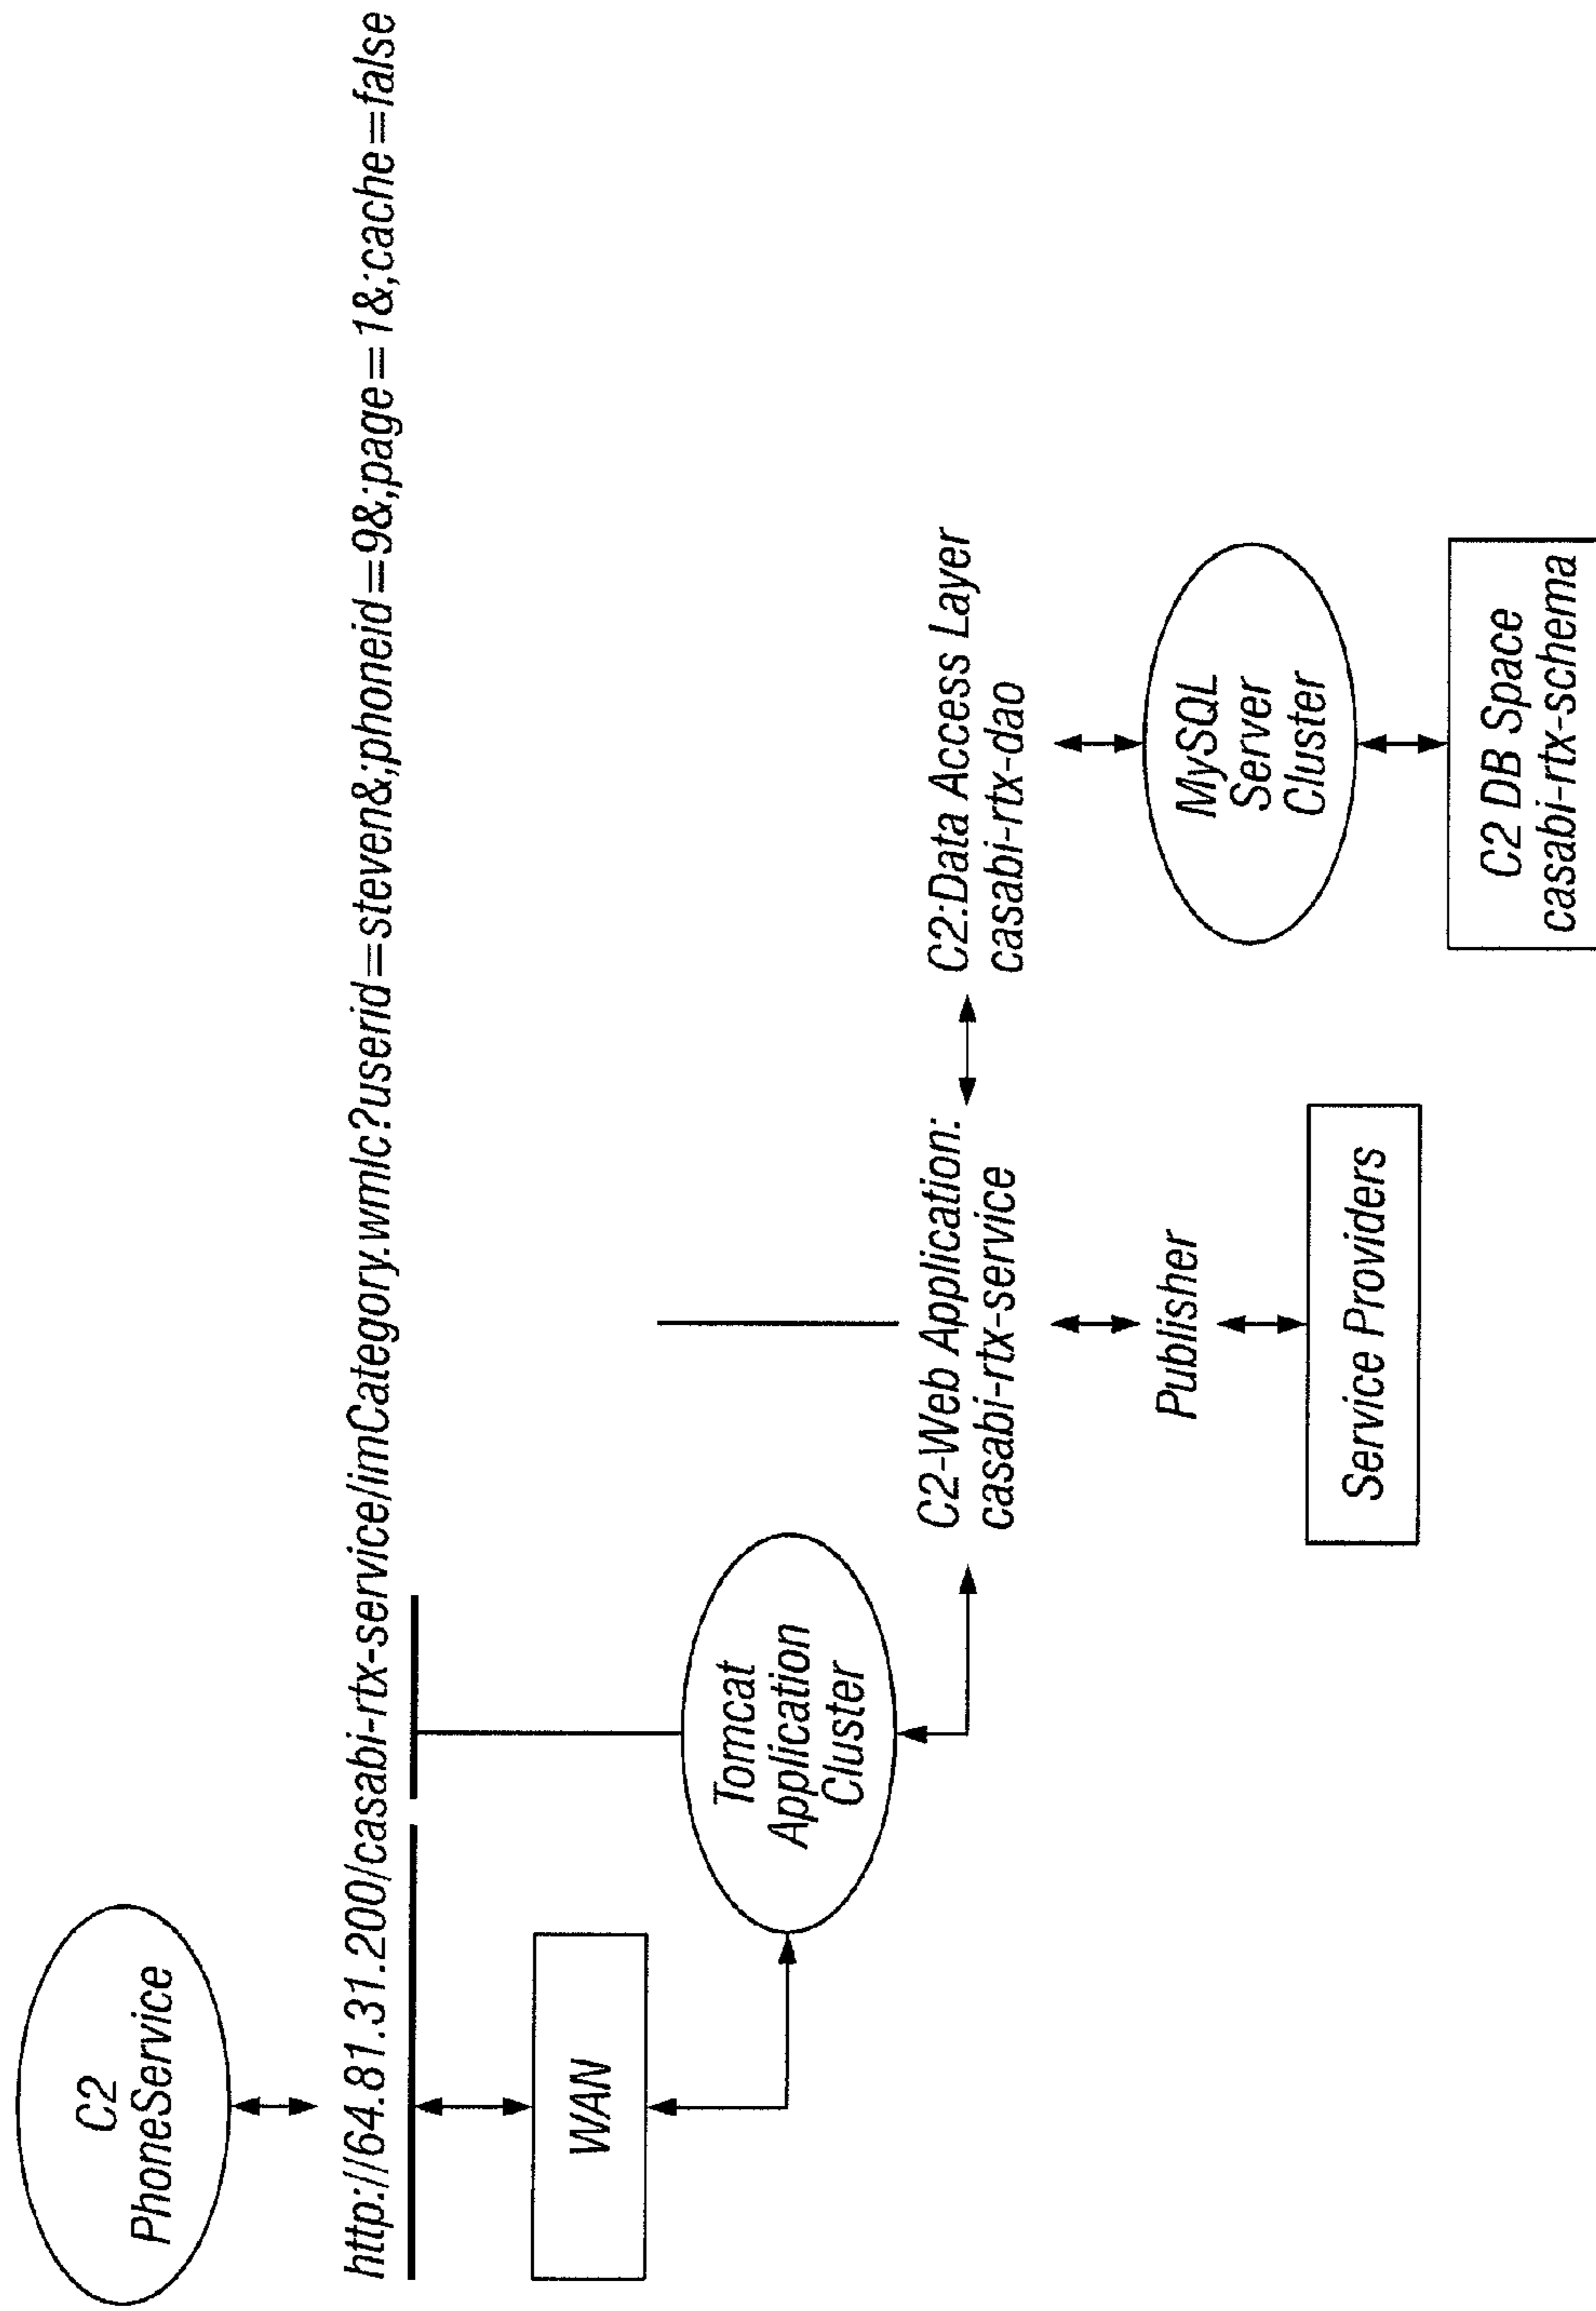 C2
PhoneService
http://64.81.31.200/casabi-rtx-service/imCategory.wmlc?userid=steven&;phoneid=9&;page=1&;cache=false
WAN
Tomcat
Application
Cluster
C2-Web Application:
casabi-rtx-service
C2:Data Access Layer
casabi-rtx-dao
Publisher
Service Providers
MySQL
Server
Cluster
C2 DB Space
casabi-rtx-schema